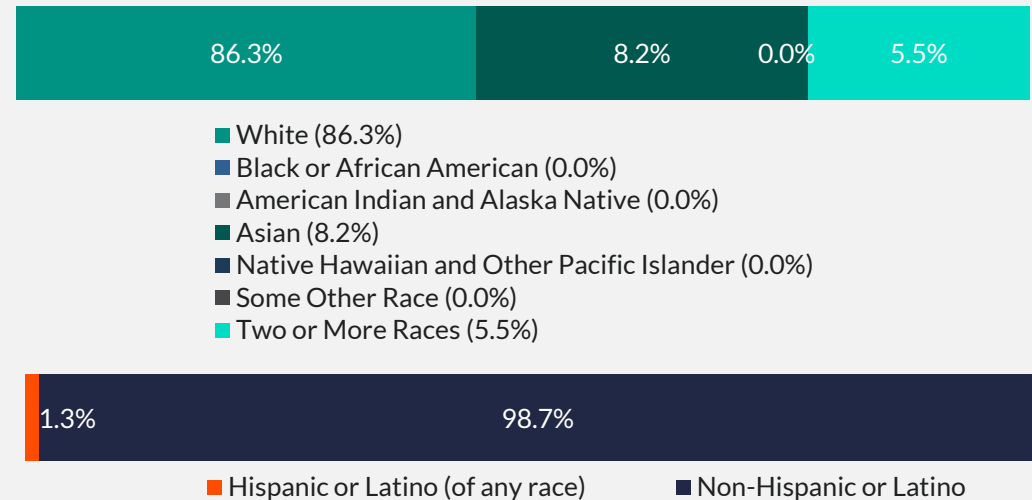 86.3% 8.2% 0.0% 5.5%
White (86.3%)
Black or African American (0.0%)
American Indian and Alaska Native (0.0%)
Asian (8.2%)
Native Hawaiian and Other Pacific Islander (0.0%)
Some Other Race (0.0%)
Two or More Races (5.5%)
1.3% 98.7%
Hispanic or Latino (of any race) Non-Hispanic or Latino